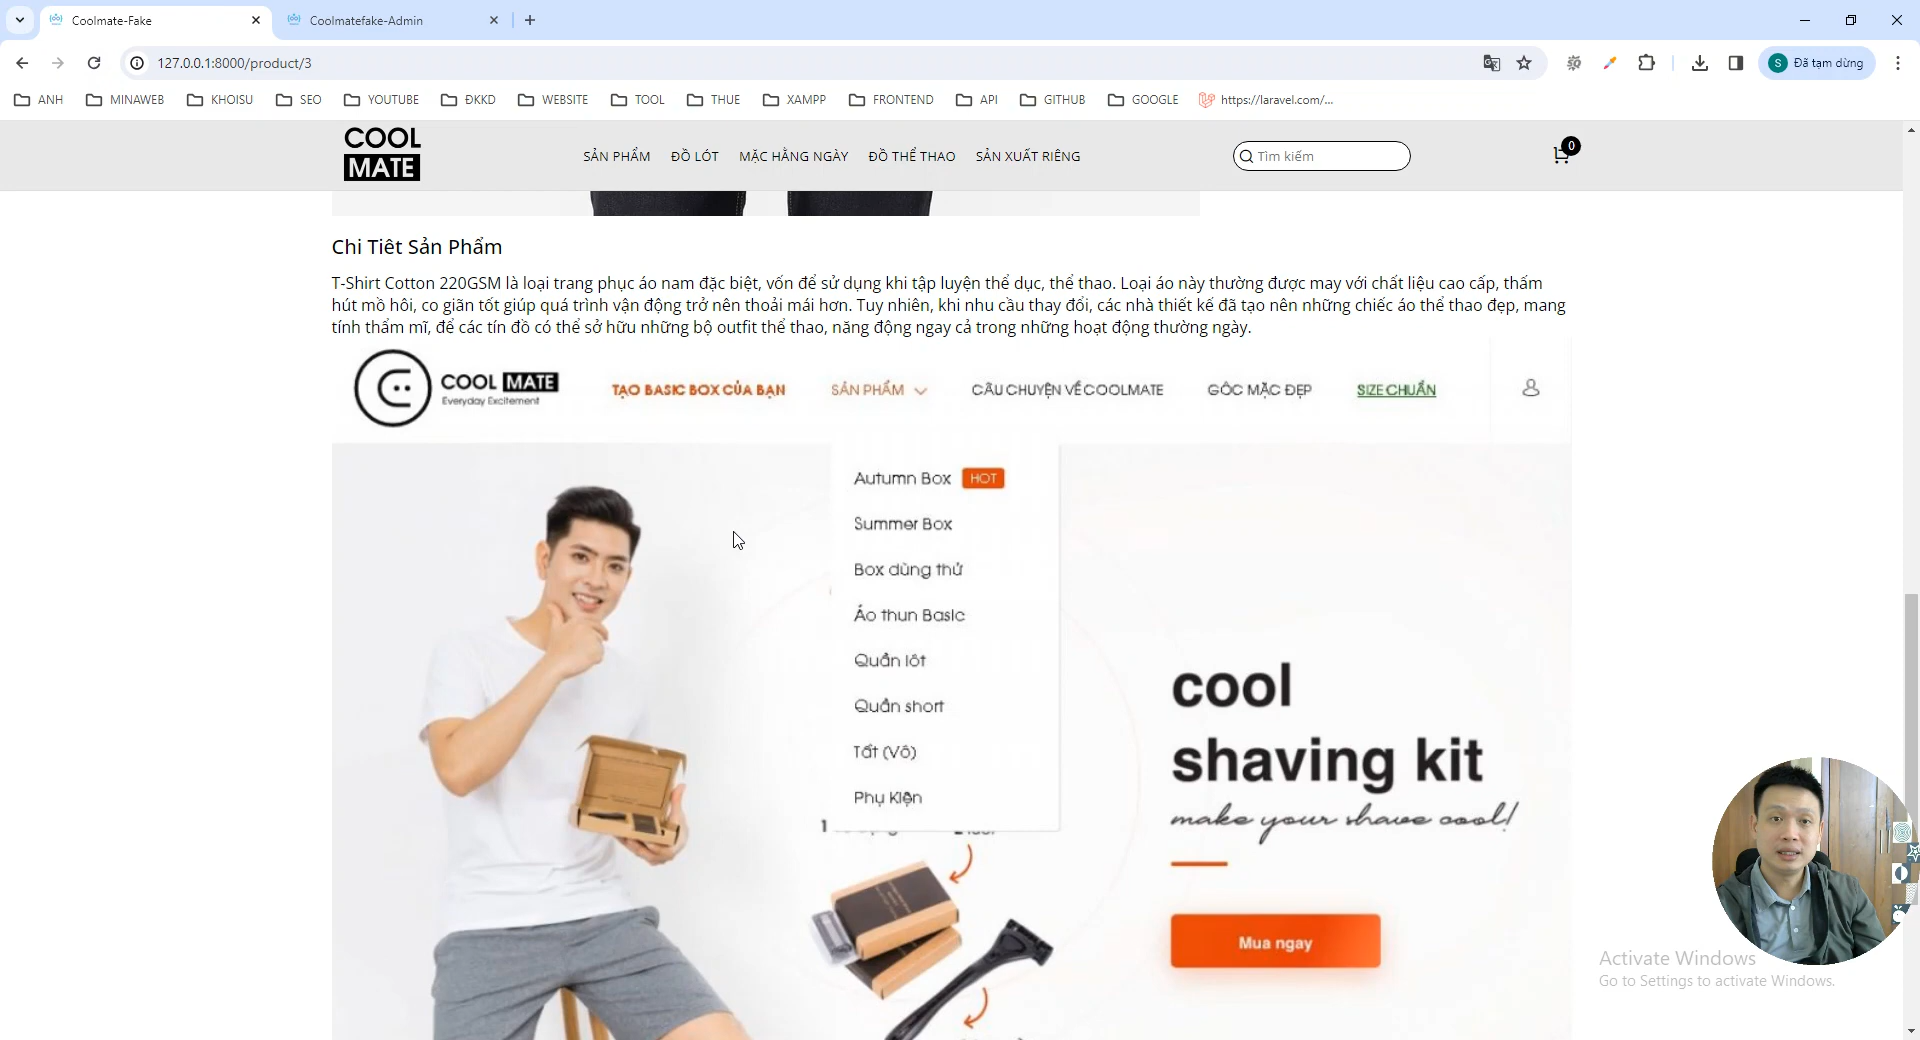 Coolmate-Fake
Coolmatefake-Admin
127.0.0.1:8000/product/3
S Đã tạm dừng
ANH MINAWEB KHOISU SEO YOUTUBE ĐKKD WEBSITE TOOL THUE XAMPP FRONTEND API GITHUB GOOGLE https://laravel.com/...
COOL
MATE
SẢN PHẨM ĐỒ LÓT MẶC HẰNG NGÀY ĐỒ THỂ THAO SẢN XUẤT RIÊNG
Tìm kiếm
0
Chi Tiêt Sản Phẩm
T-Shirt Cotton 220GSM là loại trang phục áo nam đặc biệt, vốn để sử dụng khi tập luyện thể dục, thể thao. Loại áo này thường được may với chất liệu cao cấp, thấm
hút mồ hôi, co giãn tốt giúp quá trình vận động trở nên thoải mái hơn. Tuy nhiên, khi nhu cầu thay đổi, các nhà thiết kế đã tạo nên những chiếc áo thể thao đẹp, mang
tính thẩm mĩ, để các tín đồ có thể sở hữu những bộ outfit thể thao, năng động ngay cả trong những hoạt động thường ngày.
COOL MATE
Everyday Excitement
TẠO BASIC BOX CỦA BẠN SẢN PHẨM CÂU CHUYỆN VỀ COOLMATE GÓC MẶC ĐẸP SIZE CHUẨN
Autumn Box HOT
Summer Box
Box dùng thử
Áo thun Basic
Quần lót
Quần short
Tất (Vớ)
Phụ Kiện
1
cool
shaving kit
make your shave cool!
Mua ngay
Activate Windows
Go to Settings to activate Windows.